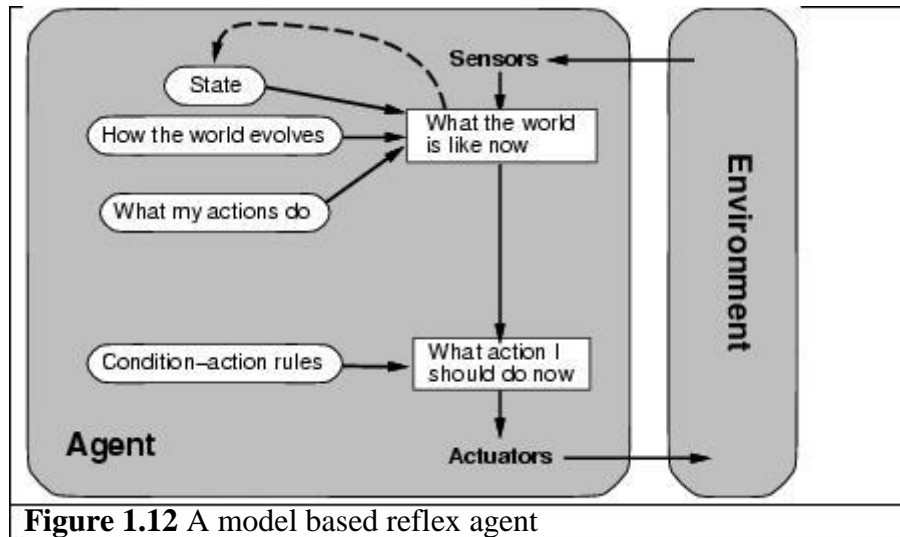 Sensors
State
How the world evolves
What the world
is like now
What my actions do
Condition–action rules
What action I
should do now
Agent
Actuators
Environment
Figure 1.12 A model based reflex agent